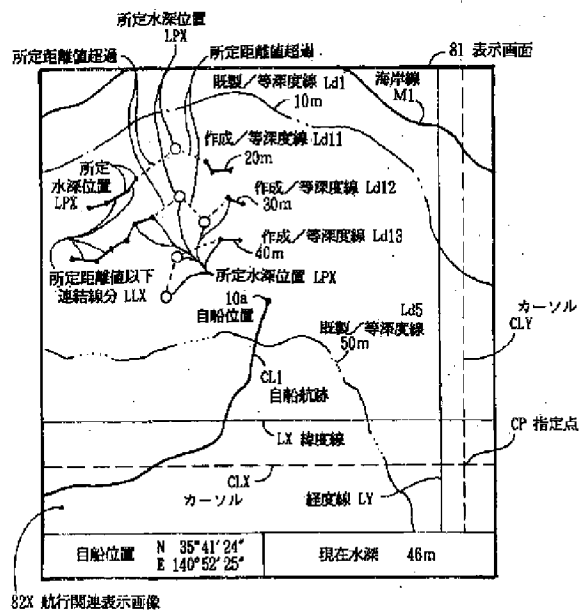 所定水深位置
LPX
所定距離値超過
所定距離値超過
81 表示画面
既製／等深度線 Ld1
10m
海岸線
M1
作成／等深度線 Ld11
20m
所定
水深位置
LPX
作成／等深度線 Ld12
30m
作成／等深度線 Ld13
40m
所定距離値以下
連結線分 LLX
所定水深位置 LPX
10a
自船位置
Ld5
既製／等深度線
50m
カーソル
CLY
CL1
自船航跡
LX 緯度線
CP 指定点
CLX
カーソル
経度線 LY
自船位置
N 35°41'24"
E 140°52'25"
現在水深 46m
82X 航行関連表示画像